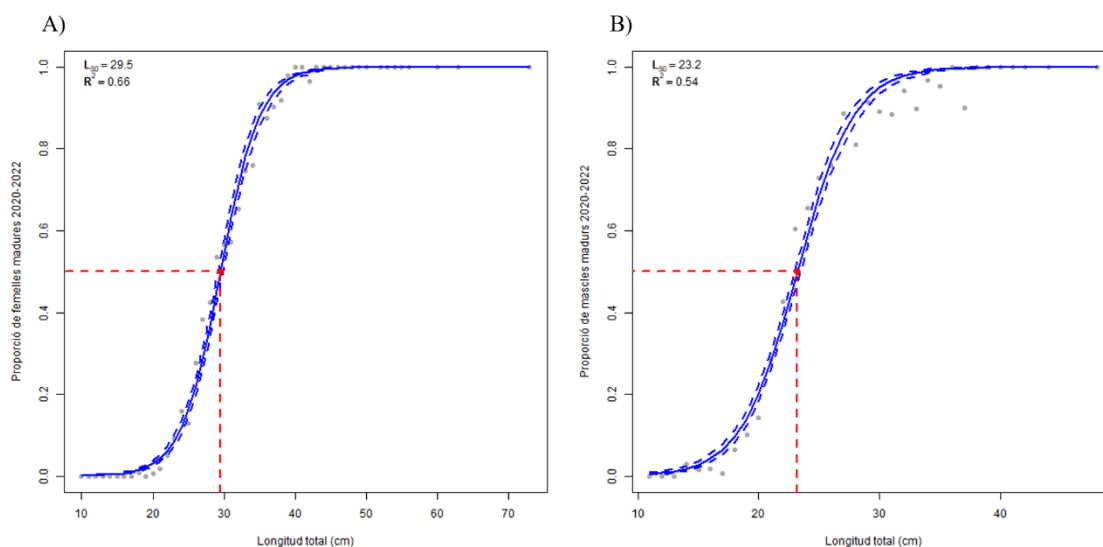 A)
L50 = 29.5
R² = 0.66
Proporció de femelles madures 2020-2022
1.0
0.8
0.6
0.4
0.2
0.0
10 20 30 40 50 60 70
Longitud total (cm)
B)
L50 = 23.2
R² = 0.54
Proporció de mascles madurs 2020-2022
1.0
0.8
0.6
0.4
0.2
0.0
10 20 30 40
Longitud total (cm)